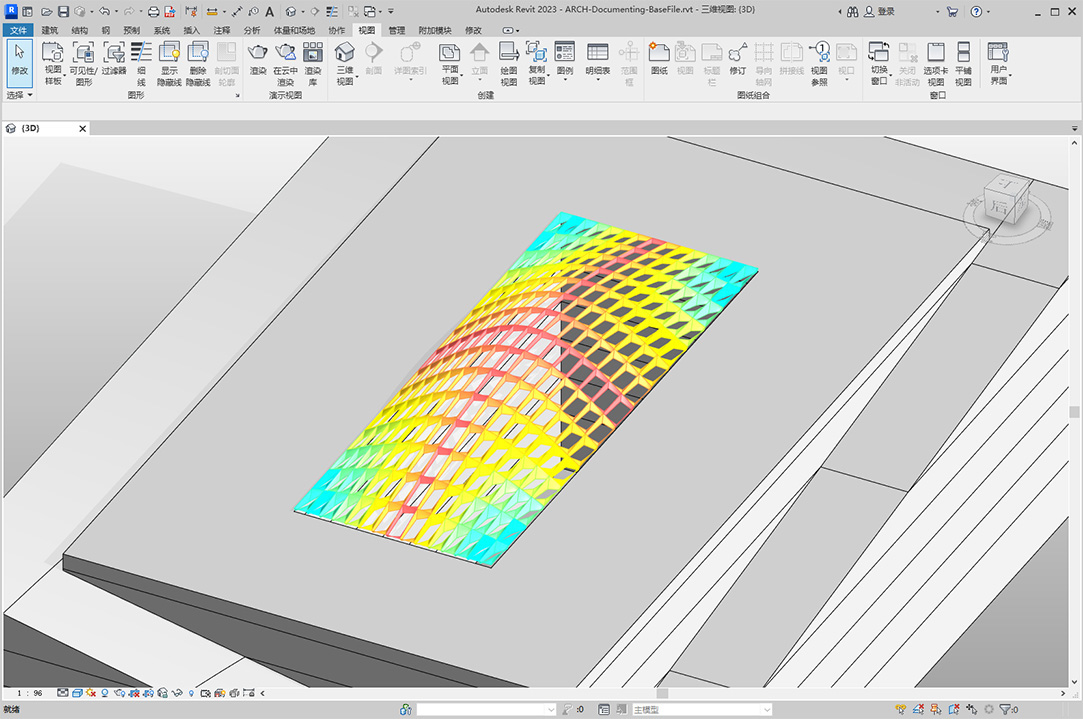 R
Autodesk Revit 2023 - ARCH-Documenting-BaseFile.rvt - 三维视图: {3D}
登录
文件 建筑 结构 钢 预制 系统 插入 注释 分析 体量和场地 协作 视图 管理 附加模块 修改
修改
视图 样板
可见性/ 图形
过滤器
细 线
显示 隐藏线
删除 隐藏线
剖切面 轮廓
渲染
在云中 渲染
渲染 库
三维 视图
剖面
详图索引
平面 视图
立面
绘图 视图
复制 视图
图例
明细表
范围 框
图纸
视图
标题 栏
修订
导向 轴网
拼接线
视图 参照
视口
切换 窗口
关闭 非活动
选项卡 视图
平铺 视图
用户 界面
选择 图形 演示视图 创建 图纸组合 窗口
{3D}
上
后
1 : 96
就绪
:0
主模型
:0